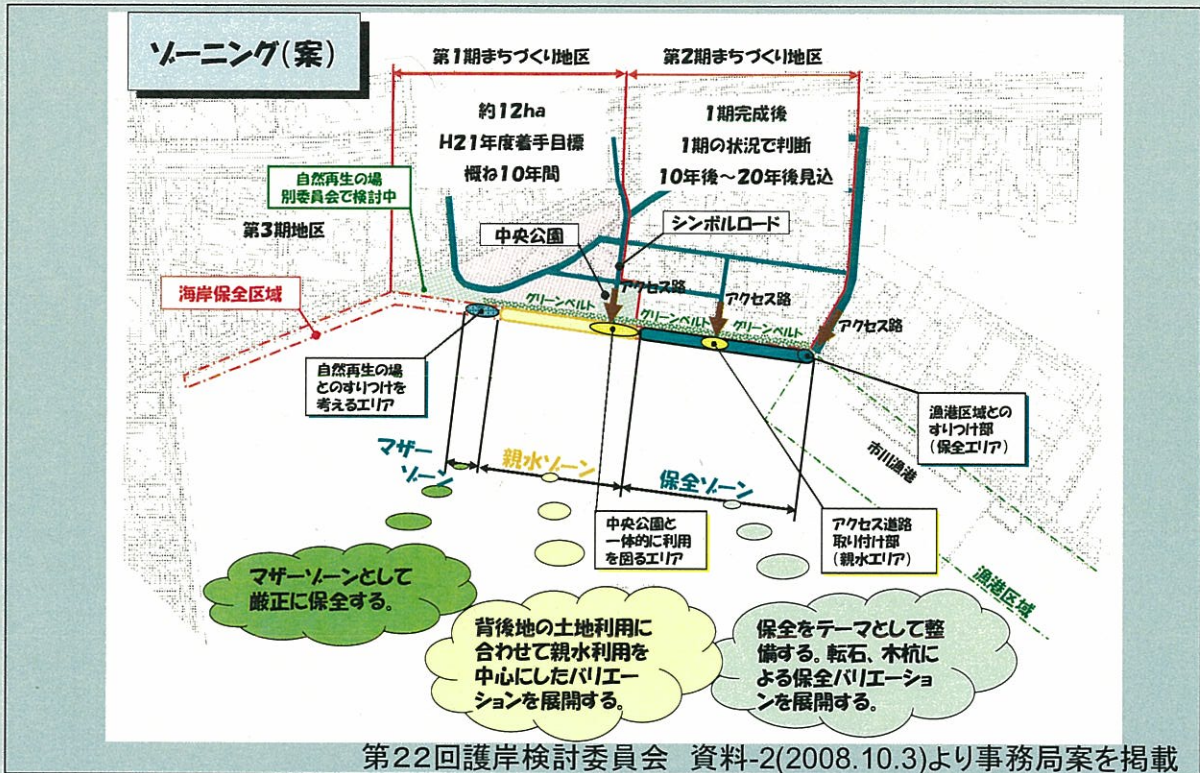 ゾーニング(案)
第1期まちづくり地区
第2期まちづくり地区
約12ha
H21年度着手目標
概ね10年間
1期完成後
1期の状況で判断
10年後～20年後見込
自然再生の場
別委員会で検討中
第3期地区
中央公園
シンボルロード
海岸保全区域
アクセス路
アクセス路
アクセス路
グリーンベルト
グリーンベルト
グリーンベルト
自然再生の場
とのすりつけを
考えるエリア
漁港区域との
すりつけ部
(保全エリア)
市川漁港
マザー
ゾーン
親水ゾーン
保全ゾーン
中央公園と
一体的に利用
を図るエリア
アクセス道路
取り付け部
(親水エリア)
漁港区域
マザーゾーンとして
厳正に保全する。
背後地の土地利用に
合わせて親水利用を
中心にしたバリエー
ションを展開する。
保全をテーマとして整
備する。転石、木杭に
よる保全バリエーショ
ンを展開する。
第22回護岸検討委員会 資料-2(2008.10.3)より事務局案を掲載